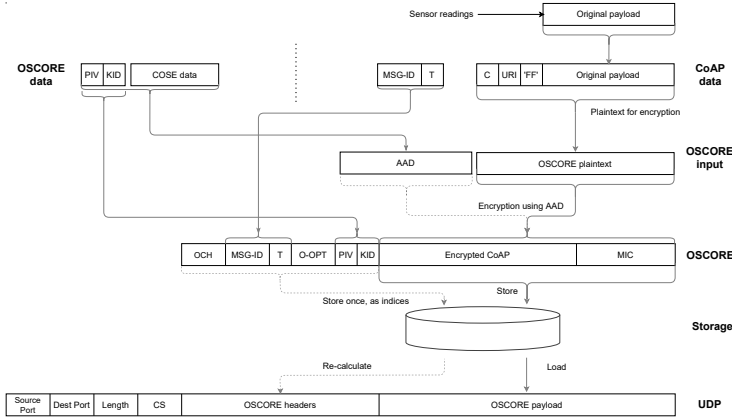 Sensor readings
Original payload
OSCORE data
PIV KID COSE data
MSG-ID T
C URI 'FF' Original payload
CoAP data
Plaintext for encryption
AAD
OSCORE plaintext
OSCORE input
Encryption using AAD
OCH MSG-ID T O-OPT PIV KID Encrypted CoAP MIC
OSCORE
Store once, as indices
Store
Storage
Re-calculate
Load
Source Port Dest Port Length CS OSCORE headers OSCORE payload
UDP